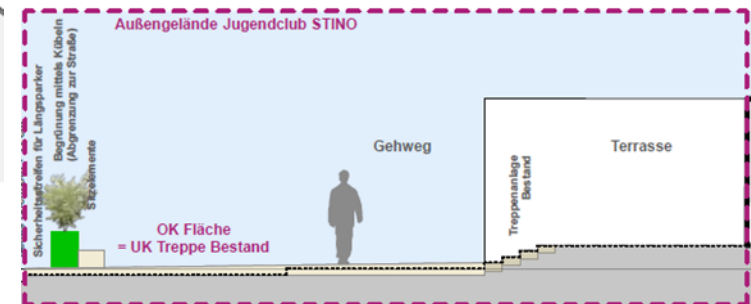 Außengelände Jugendclub STINO
Sicherheitsstreifen für Längsparker
Begrünung mittels Kübeln
(Abgrenzung zur Straße)
Sitzelemente
OK Fläche
= UK Treppe Bestand
Gehweg
Treppenanlage
Bestand
Terrasse